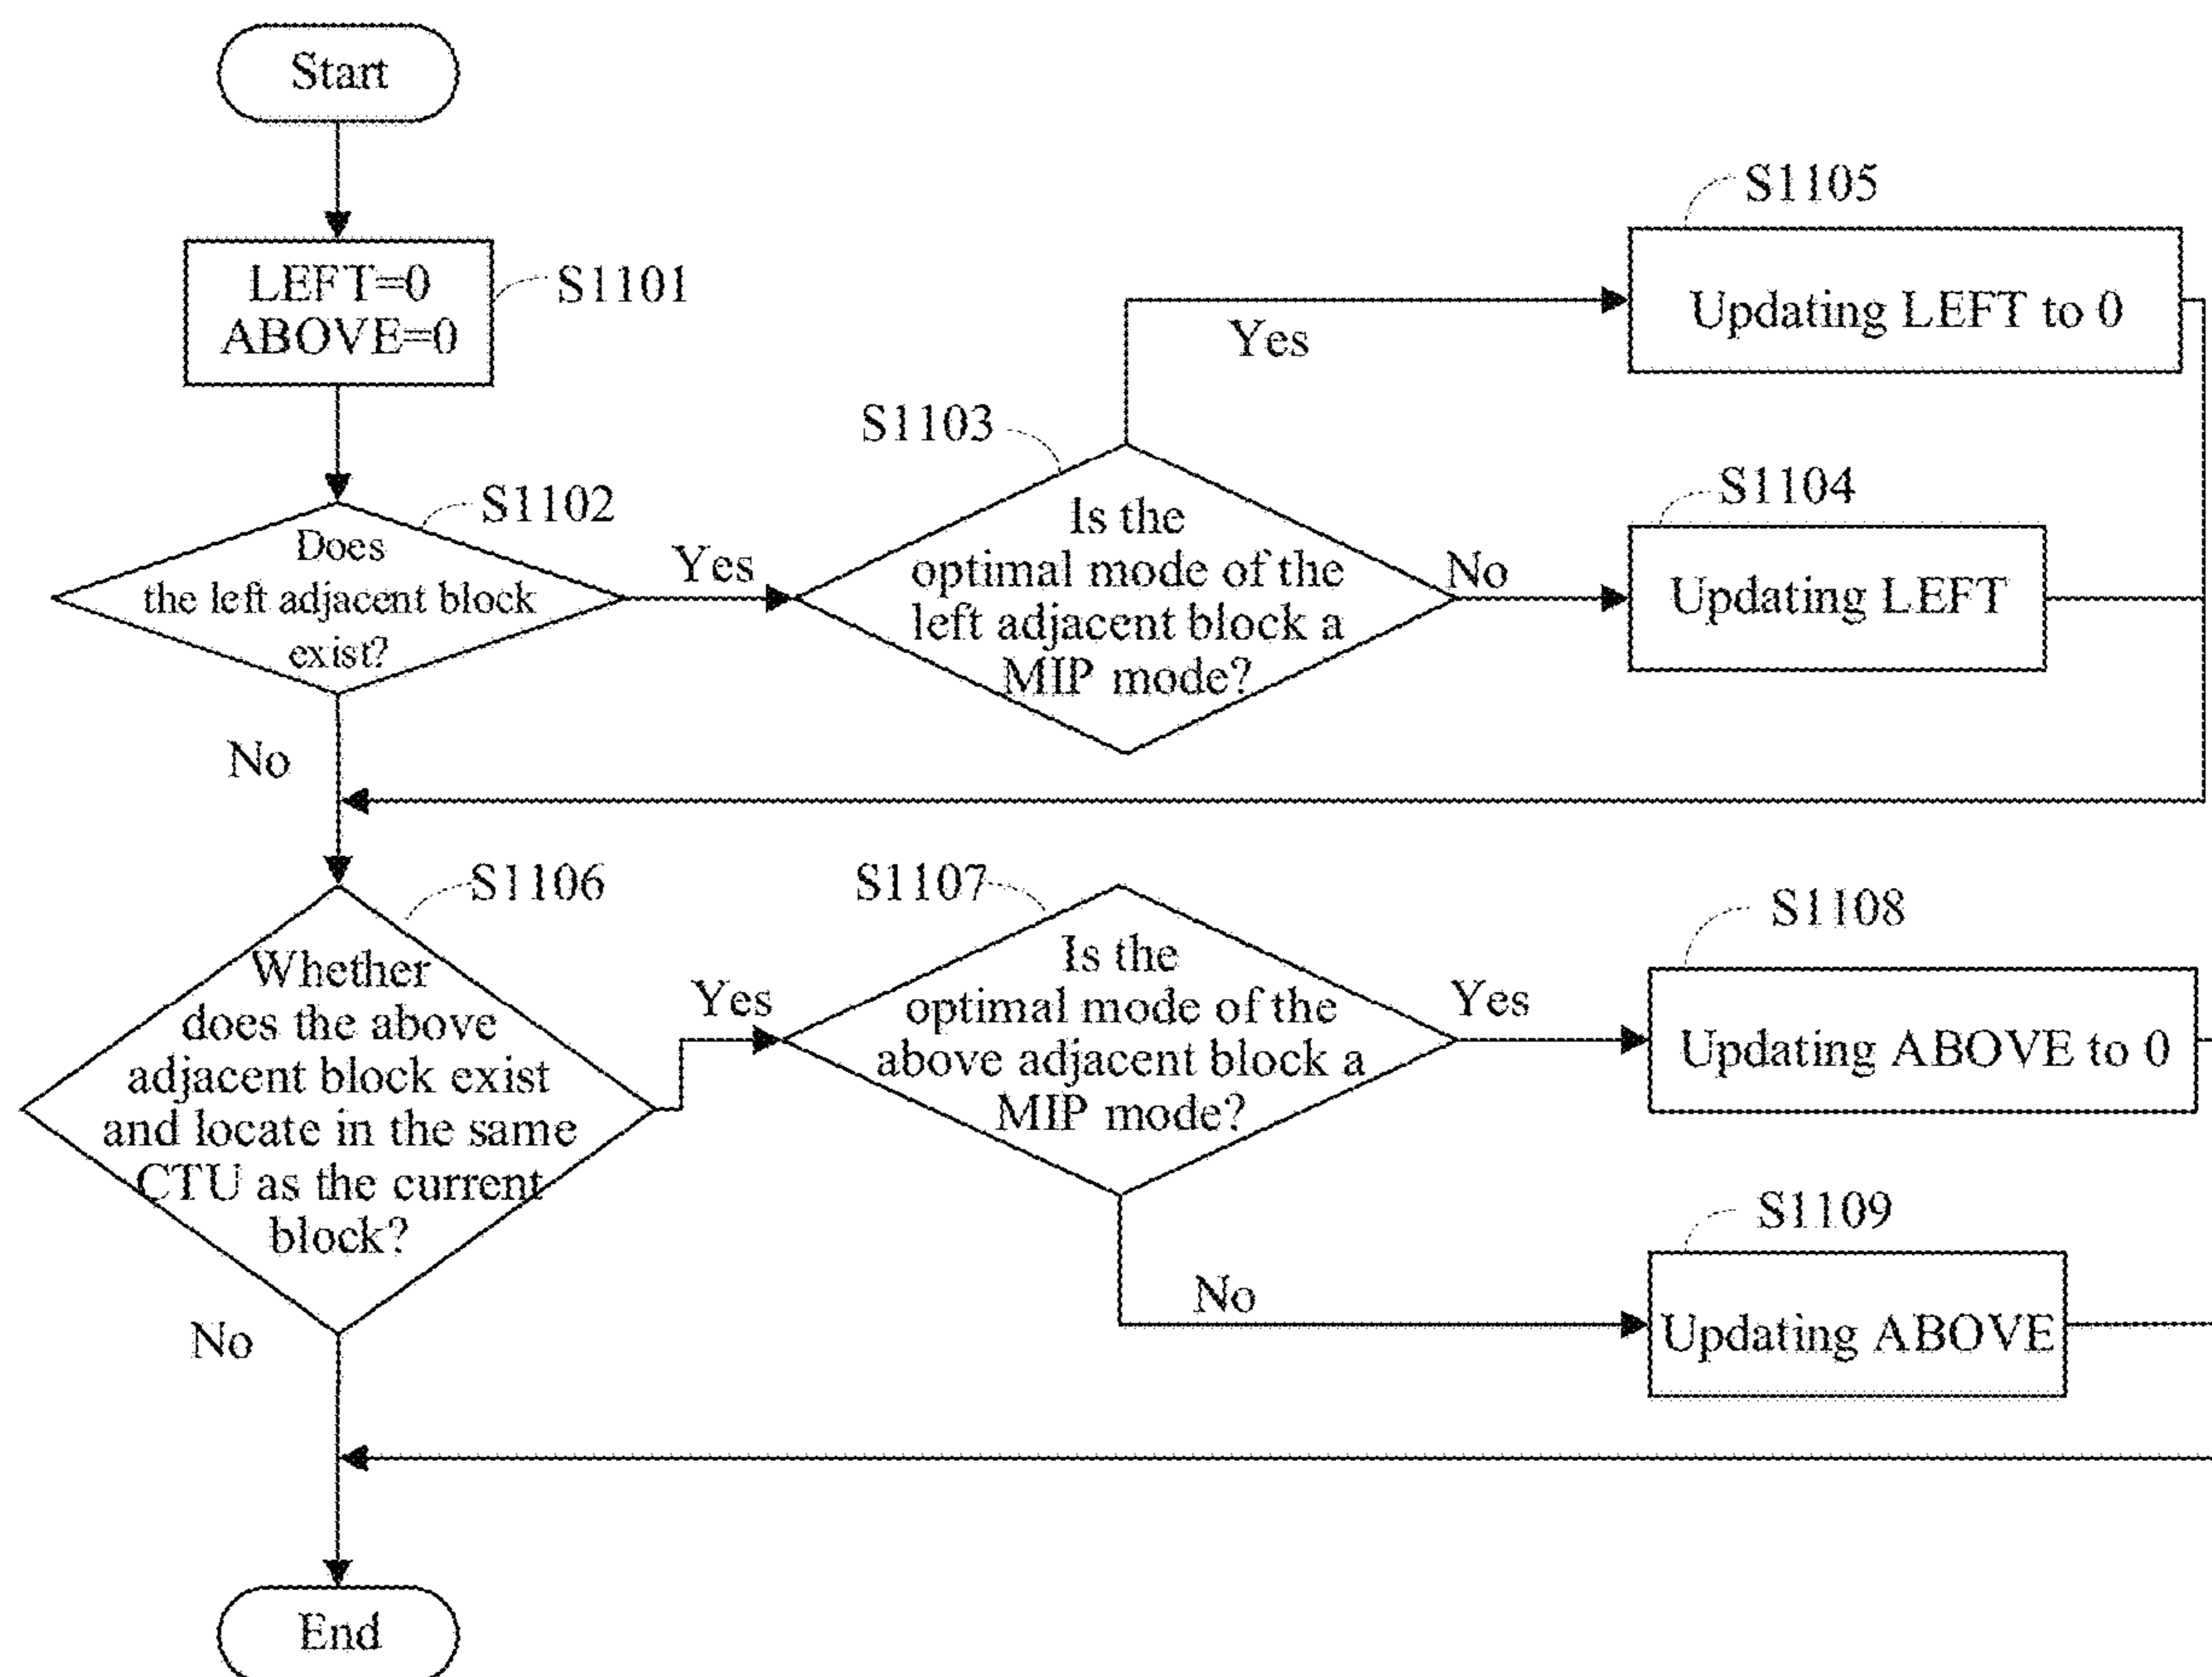 Start
LEFT=0
ABOVE=0
S1101
Does
the left adjacent block
exist?
S1102
Yes
No
Is the
optimal mode of the
left adjacent block a
MIP mode?
S1103
Yes
No
S1105
Updating LEFT to 0
S1104
Updating LEFT
Whether
does the above
adjacent block exist
and locate in the same
CTU as the current
block?
S1106
Yes
No
S1107
Is the
optimal mode of the
above adjacent block a
MIP mode?
Yes
No
S1108
Updating ABOVE to 0
S1109
Updating ABOVE
End